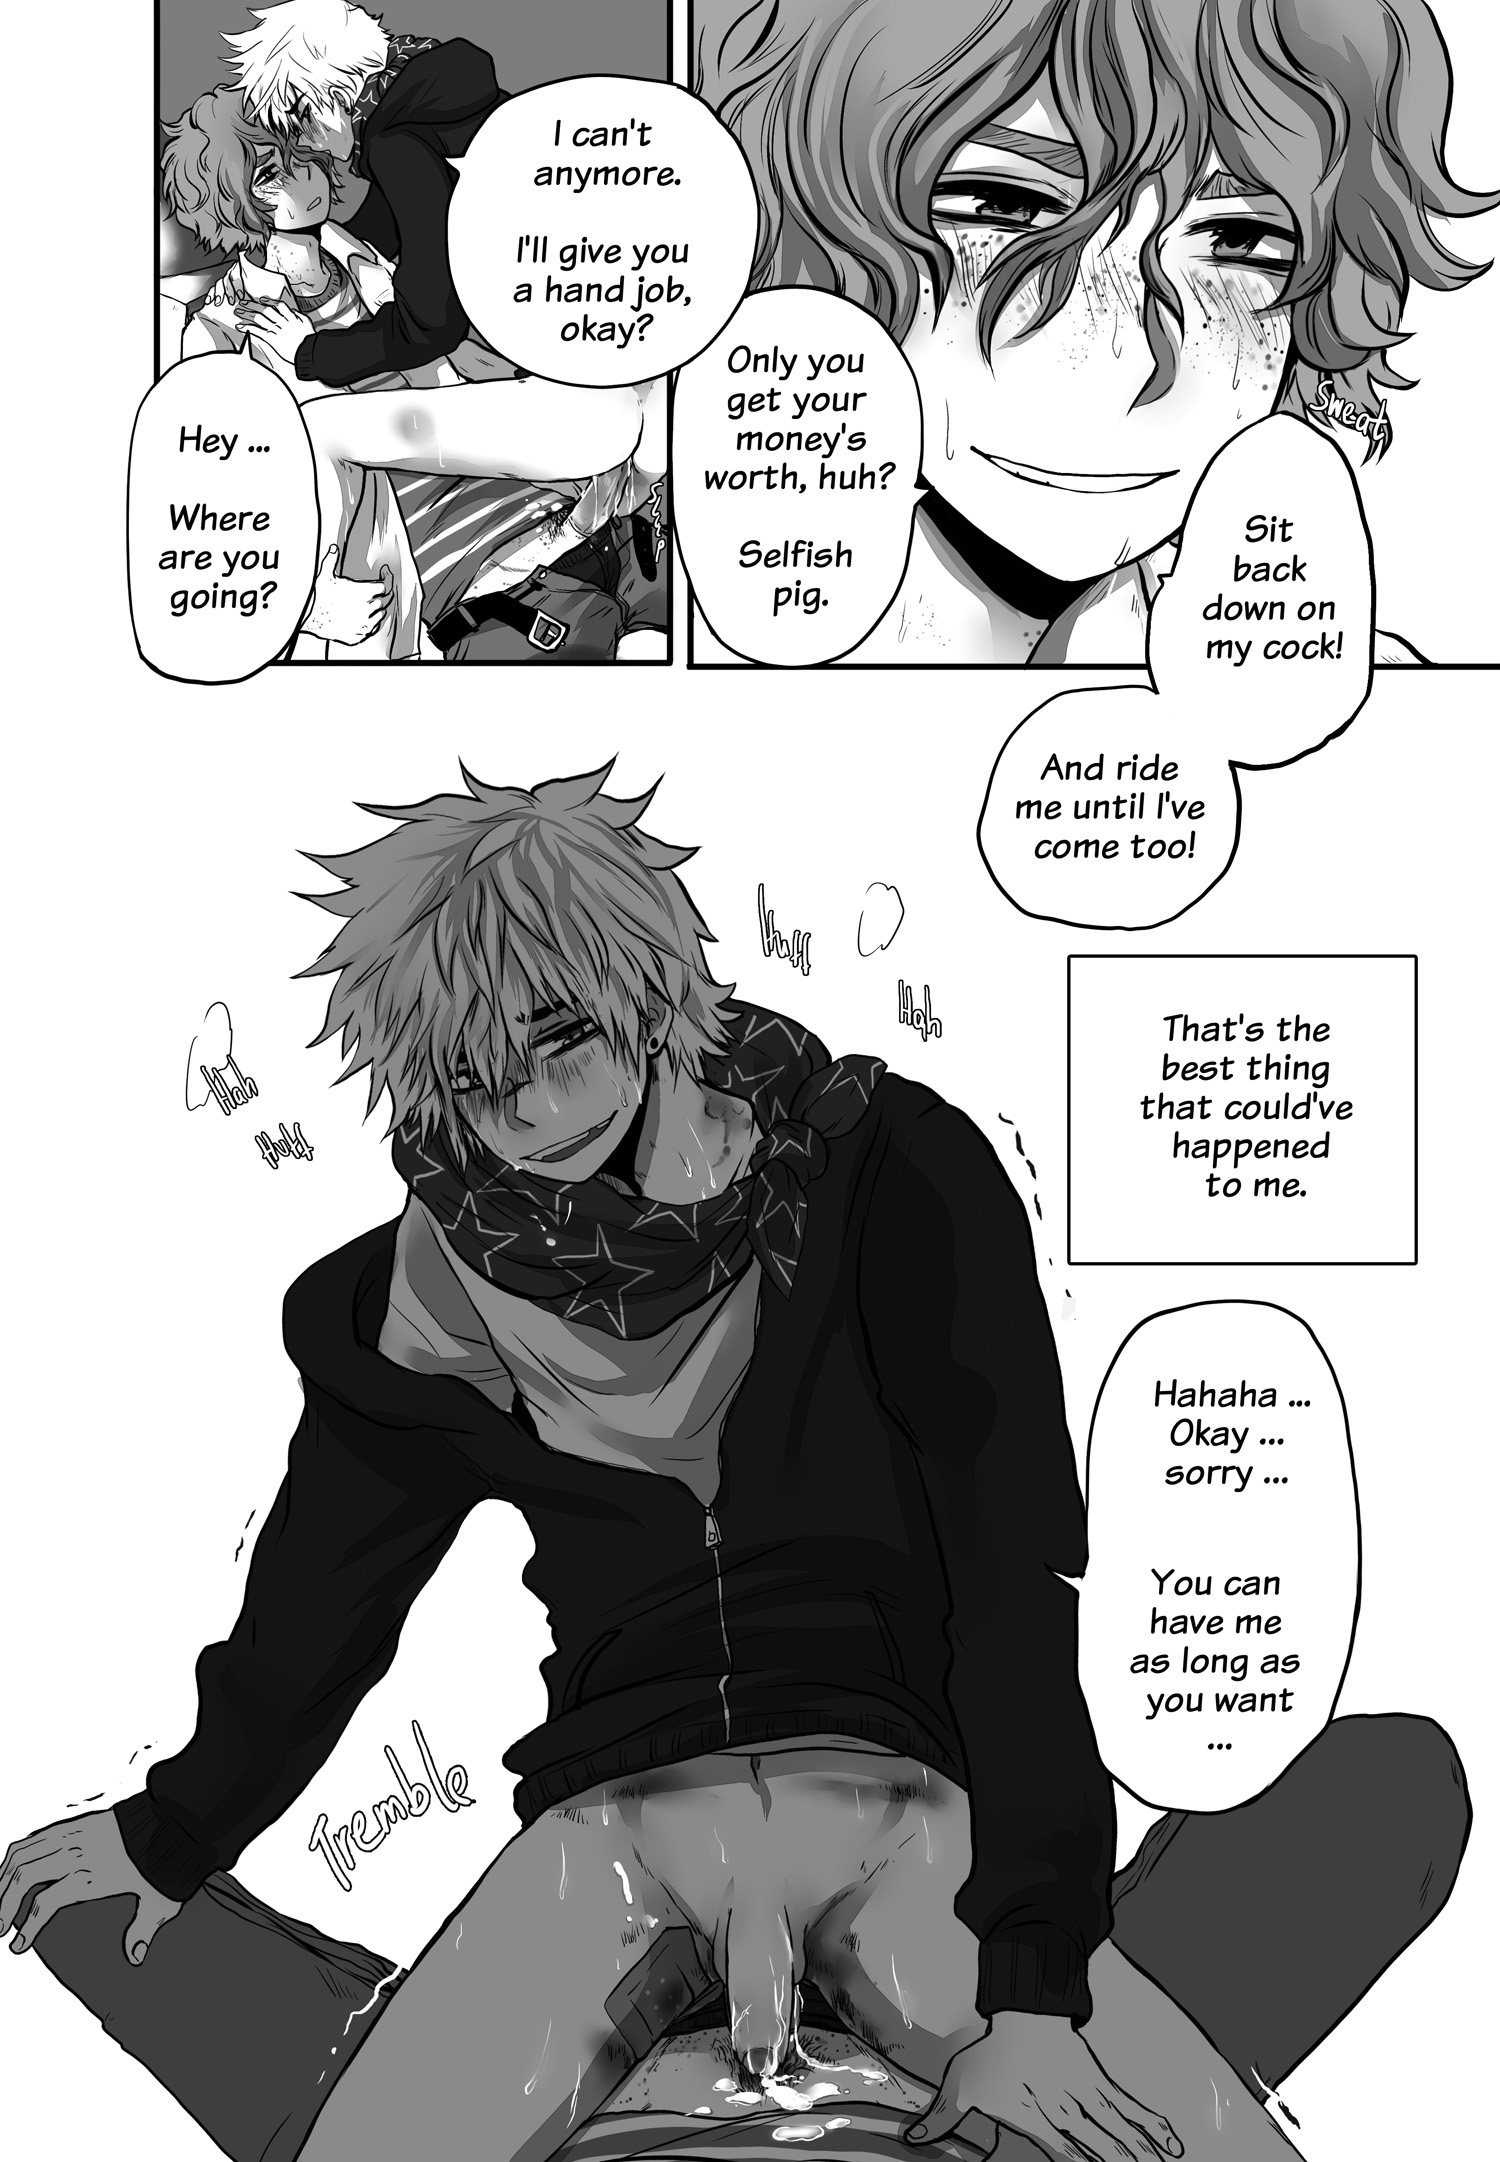 I can't
anymore.
I'll give you
a hand job,
okay?
Hey ...
Where
are you
going?
Slip
Only you
get your
money's
worth, huh?
Selfish
pig.
Sweat
Sit
back
down on
my cock!
And ride
me until I've
come too!
Huff
Hah
Hah
Huff
That's the
best thing
that could've
happened
to me.
Hahaha ...
Okay ...
sorry ...
You can
have me
as long as
you want
...
Tremble